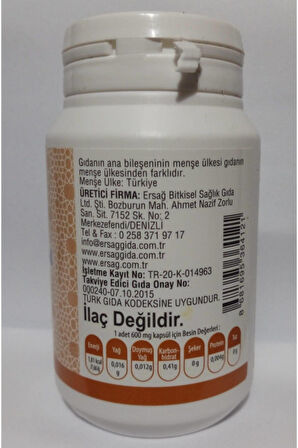 Gıdanın ana bileşeninin menşe ülkesi gıdanın
menşe ülkesinden farklıdır.
Menşe Ülke: Türkiye
ÜRETİCİ FİRMA: Ersağ Bitkisel Sağlık Gıda
Ltd. Şti. Bozburun Mah. Ahmet Nazif Zorlu
San. Sit. 7152 Sk. No: 2
Merkezefendi/DENİZLİ
Tel & Fax : 0 258 371 97 17
info@ersaggida.com.tr
www.ersaggida.com.tr
www.ersag.com.tr
İşletme Kayıt No: TR-20-K-014963
Takviye Edici Gıda Onay No:
000240-07.10.2015
TÜRK GIDA KODEKSİNE UYGUNDUR.
İlaç Değildir.
1 adet 600 mg kapsül için Besin Değerleri :
Enerji Yağ Doymuş Yağ Karbon-hidrat Şeker Protein Tuz
0,016 g 0,012g 0,41g 0 g 0,004g